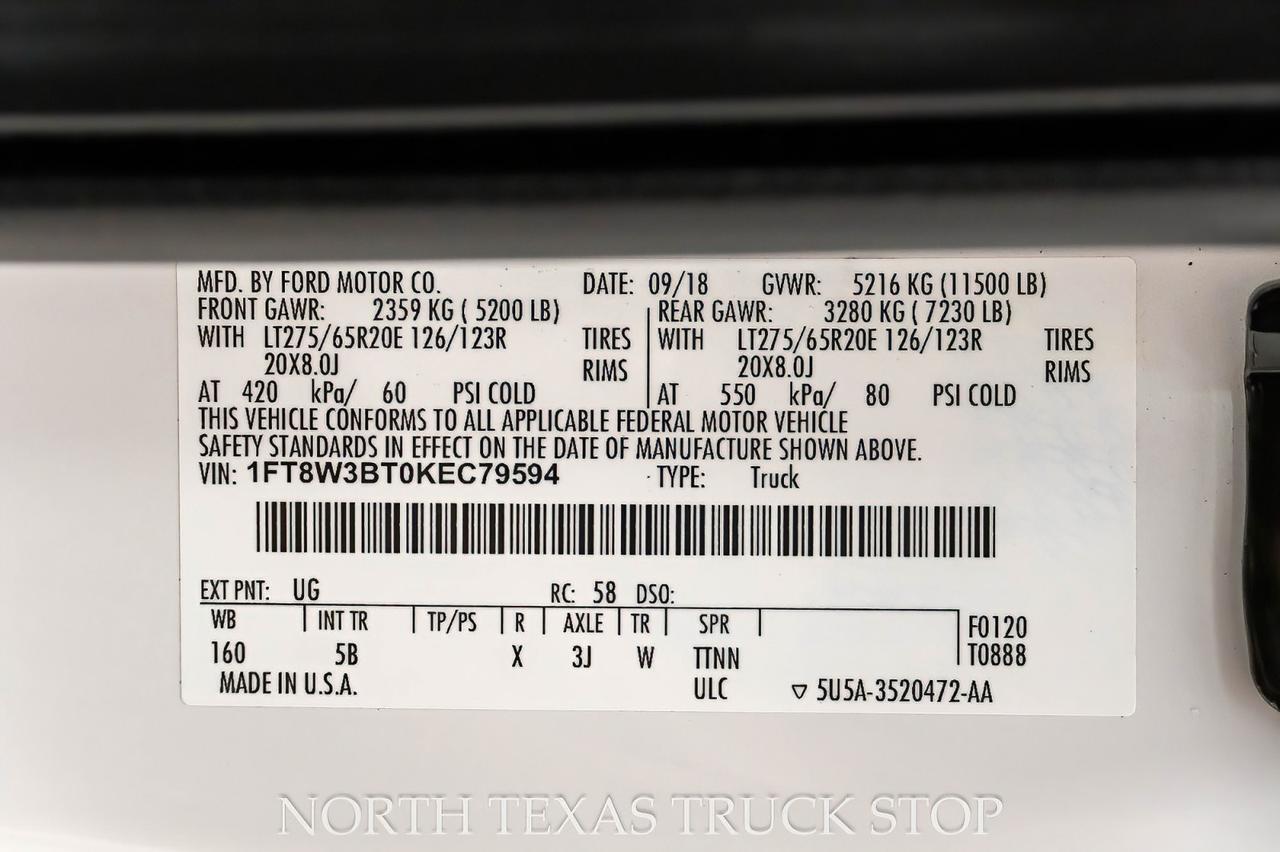 MFD. BY FORD MOTOR CO. DATE: 09/18 GVWR: 5216 KG (11500 LB)
FRONT GAWR: 2359 KG ( 5200 LB) REAR GAWR: 3280 KG ( 7230 LB)
WITH LT275/65R20E 126/123R TIRES WITH LT275/65R20E 126/123R TIRES
20X8.0J RIMS 20X8.0J RIMS
AT 420 kPa/ 60 PSI COLD AT 550 kPa/ 80 PSI COLD
THIS VEHICLE CONFORMS TO ALL APPLICABLE FEDERAL MOTOR VEHICLE
SAFETY STANDARDS IN EFFECT ON THE DATE OF MANUFACTURE SHOWN ABOVE.
VIN: 1FT8W3BT0KEC79594 TYPE: Truck
EXT PNT: UG RC: 58 DSO:
WB INT TR TP/PS R AXLE TR SPR F0120
160 5B X 3J W TTNN T0888
MADE IN U.S.A. ULC ▽ 5U5A-3520472-AA
NORTH TEXAS TRUCK STOP